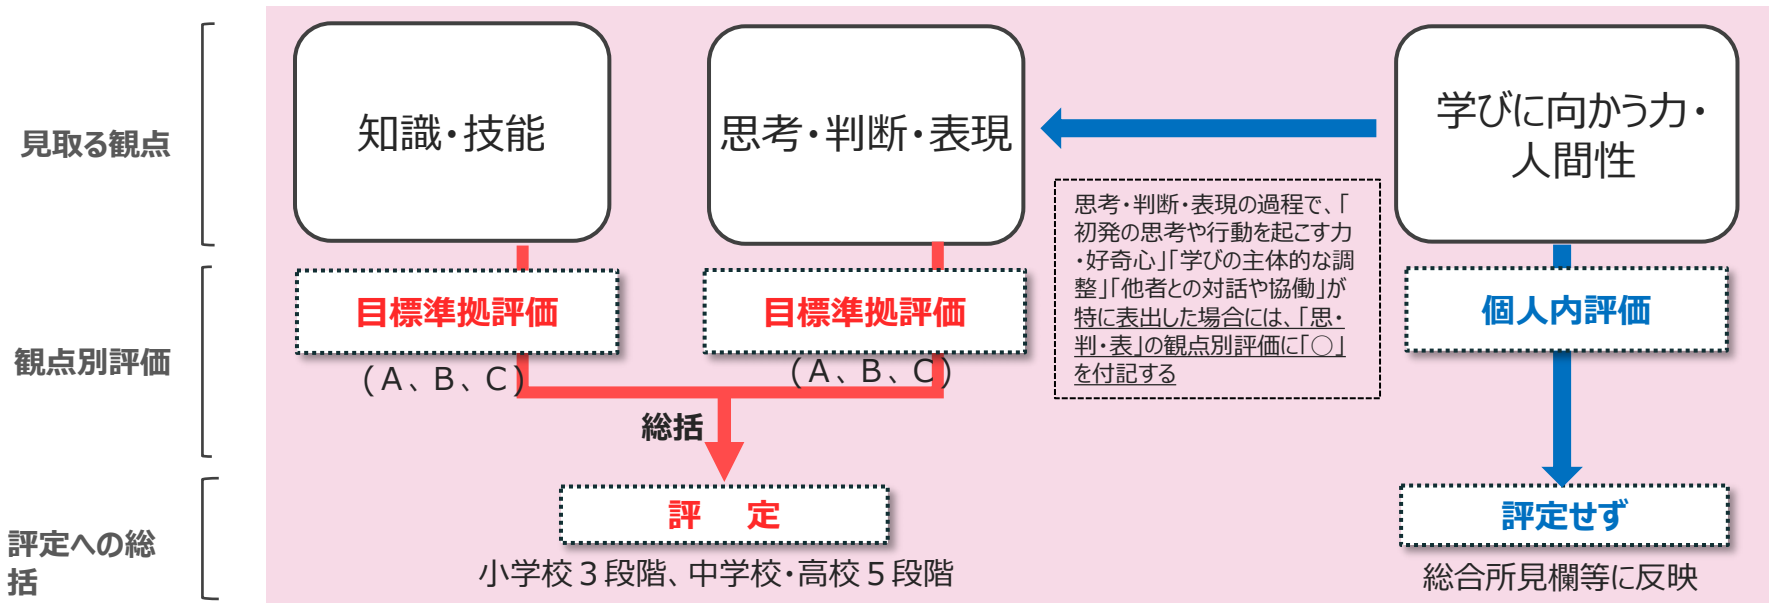 見取る観点
知識・技能
思考・判断・表現
学びに向かう力・
人間性
思考・判断・表現の過程で、「
初発の思考や行動を起こす力
・好奇心」「学びの主体的な調
整」「他者との対話や協働」が
特に表出した場合には、「思・
判・表」の観点別評価に「○」
を付記する
観点別評価
目標準拠評価
(A、B、C)
目標準拠評価
(A、B、C)
個人内評価
総括
評定への総
括
評 定
小学校3段階、中学校・高校5段階
評定せず
総合所見欄等に反映